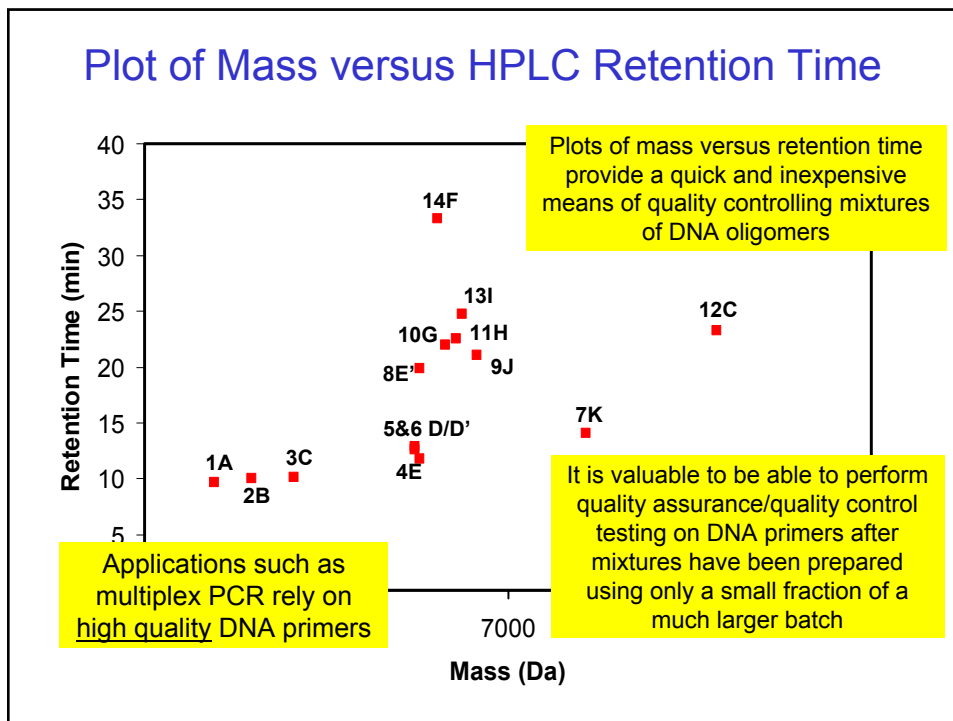 Plot of Mass versus HPLC Retention Time
40
35
30
25
20
15
10
5
Retention Time (min)
Plots of mass versus retention time
provide a quick and inexpensive
means of quality controlling mixtures
of DNA oligomers
14F
13I
12C
10G
11H
8E’
9J
7K
5&6 D/D’
1A
3C
4E
2B
It is valuable to be able to perform
quality assurance/quality control
testing on DNA primers after
mixtures have been prepared
using only a small fraction of a
much larger batch
Applications such as
multiplex PCR rely on
high quality DNA primers
7000
Mass (Da)